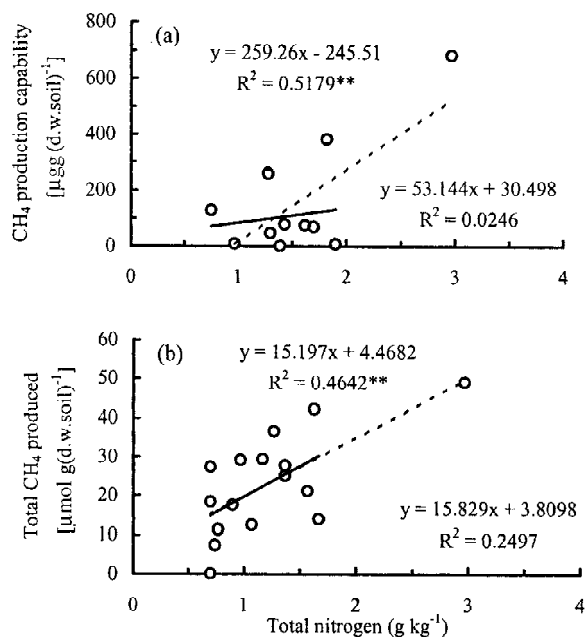 (a)
y = 259.26x - 245.51
R² = 0.5179**
y = 53.144x + 30.498
R² = 0.0246
CH₄ production capability
[µgg (d.w.soil)⁻¹]
800
600
400
200
0
0 1 2 3 4
(b)
y = 15.197x + 4.4682
R² = 0.4642**
y = 15.829x + 3.8098
R² = 0.2497
Total CH₄ produced
[µmol g(d.w.soil)⁻¹]
60
50
40
30
20
10
0
0 1 2 3 4
Total nitrogen (g kg⁻¹)